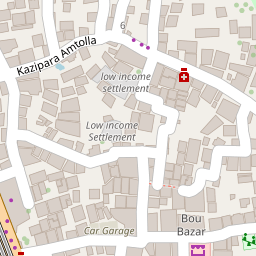 6
Kazipara Amtolla
low income
settlement
Low income
Settlement
Car Garage
Bou
Bazar